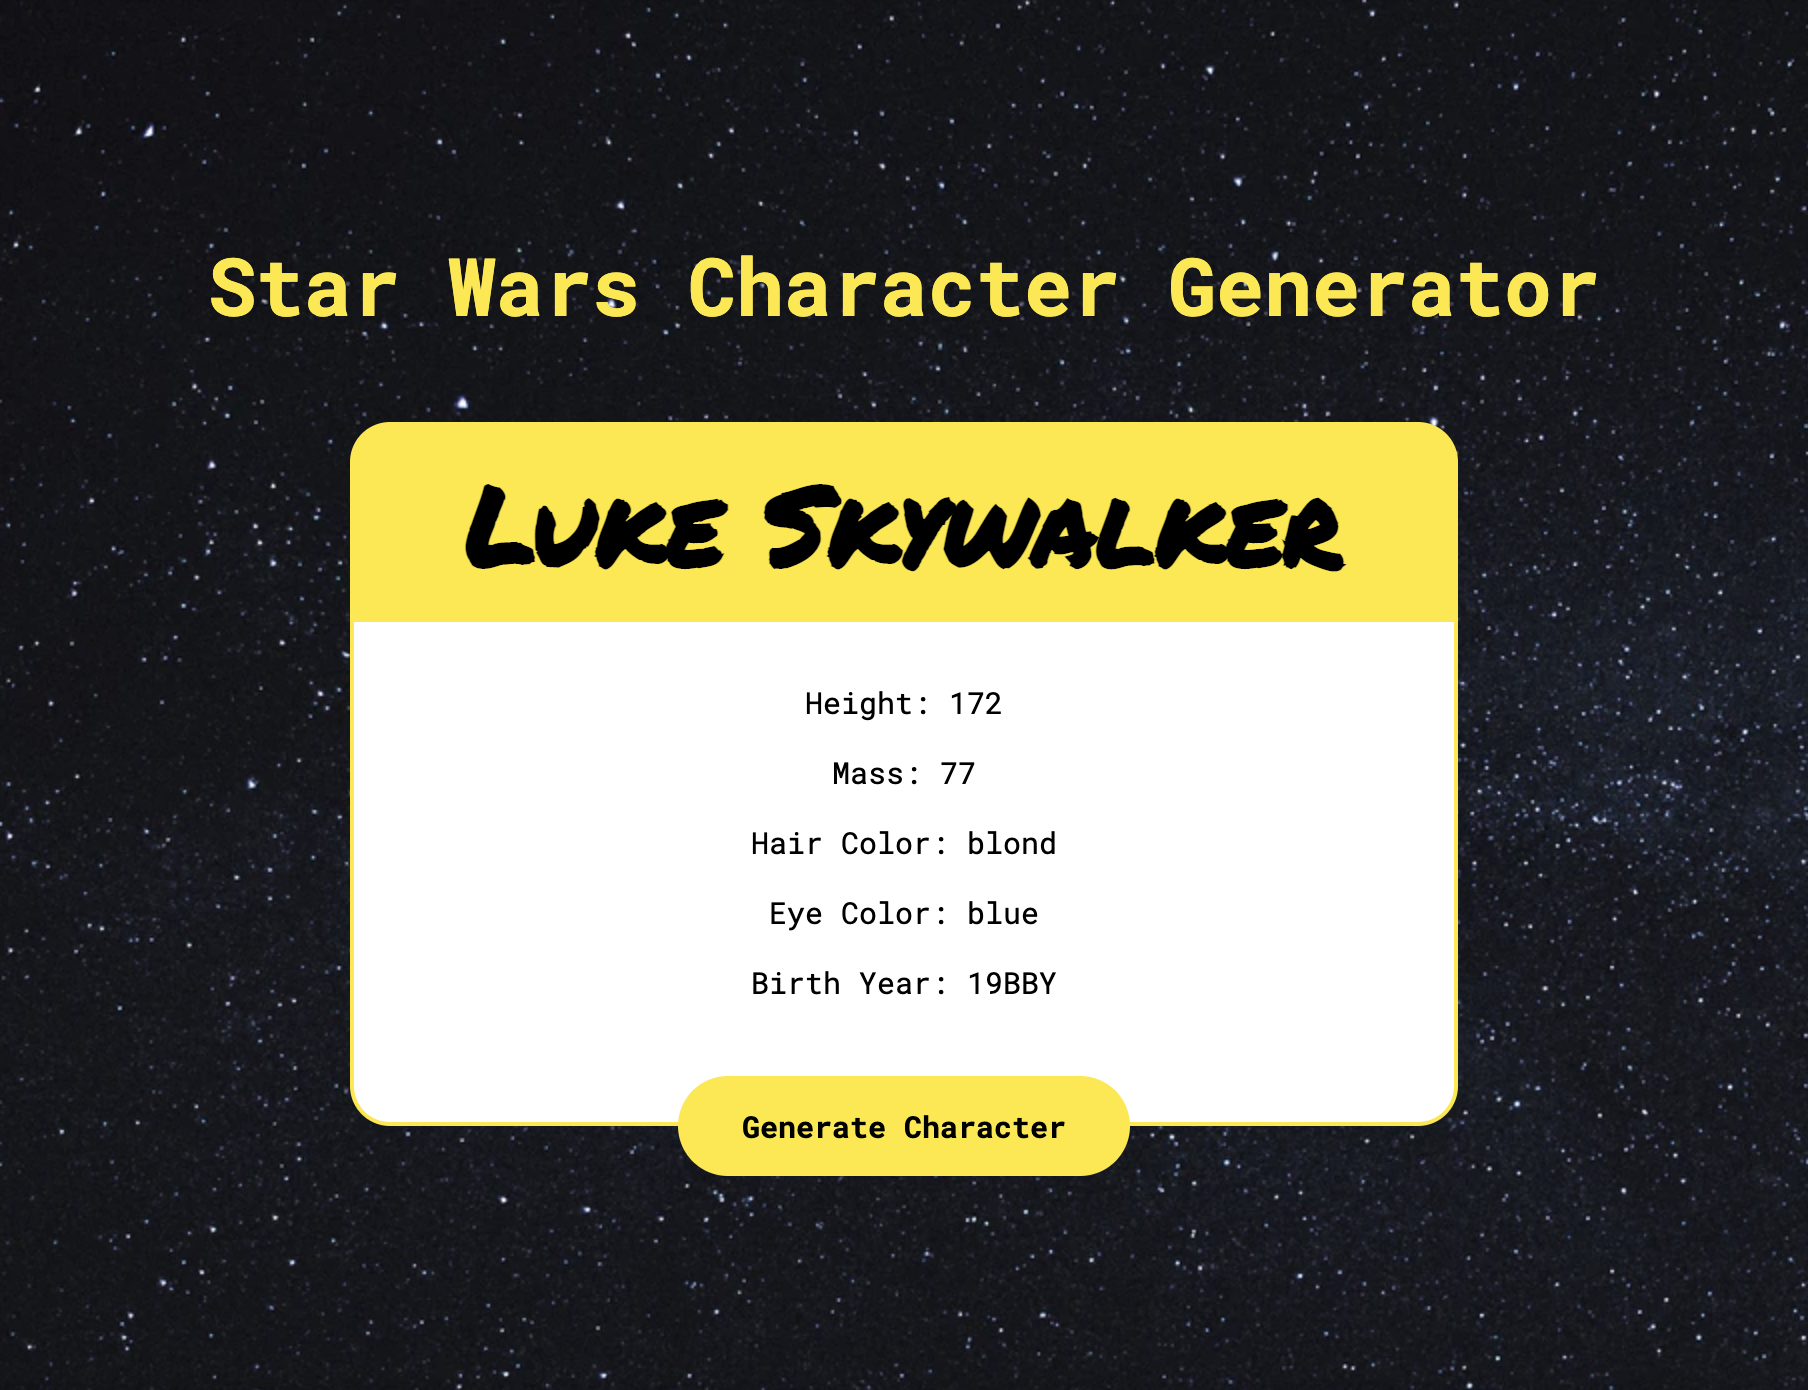 Star Wars Character Generator
Luke Skywalker
Height: 172
Mass: 77
Hair Color: blond
Eye Color: blue
Birth Year: 19BBY
Generate Character